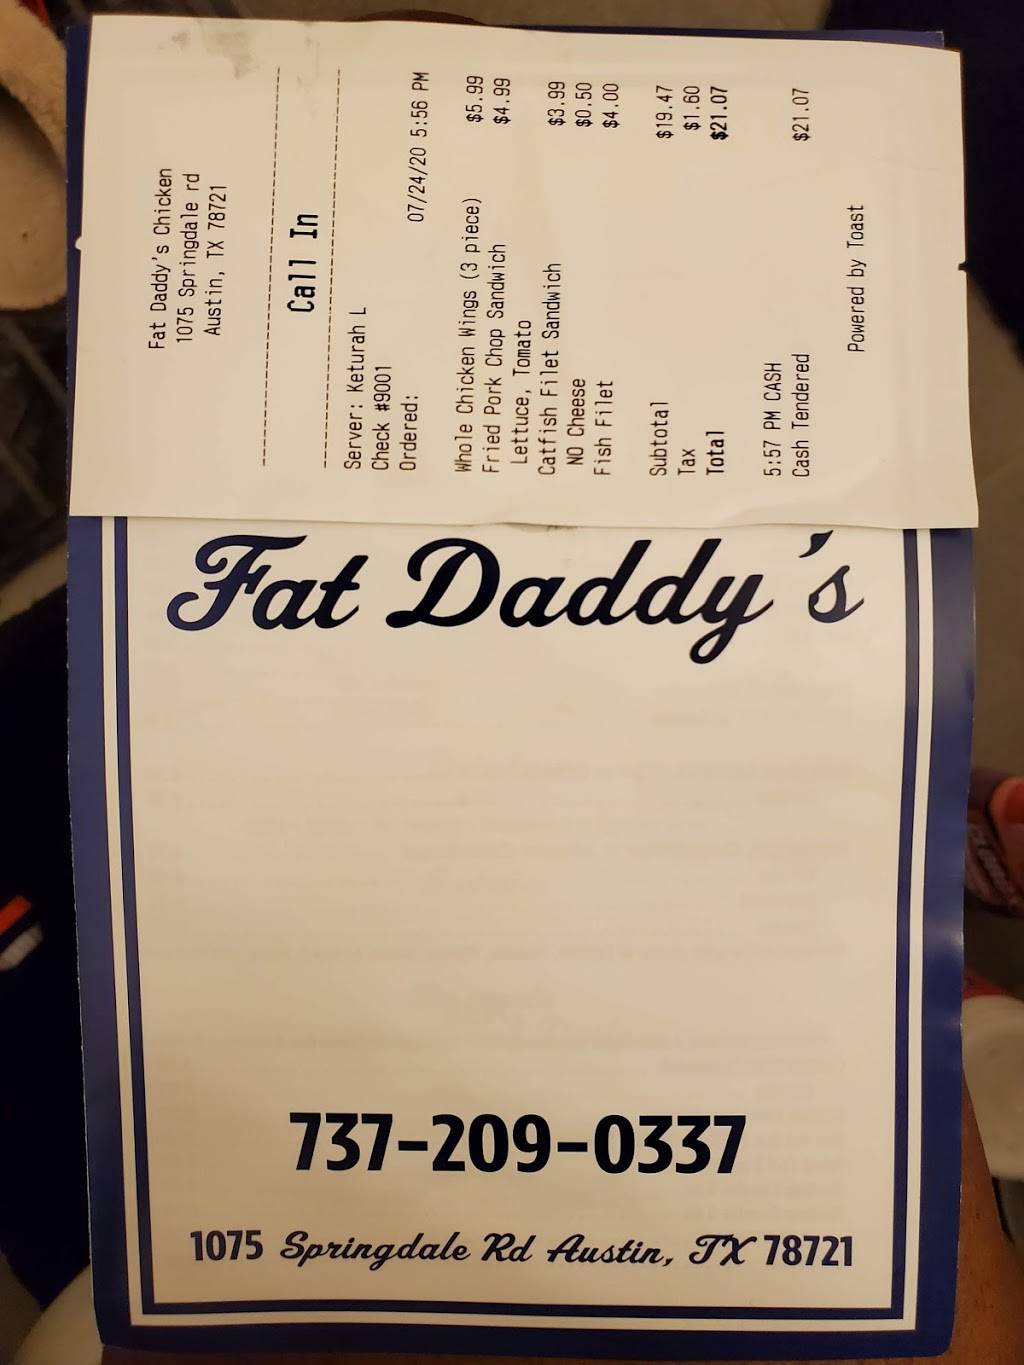 Fat Daddy's Chicken
1075 Springdale rd
Austin, TX 78721
Call In
Server: Keturah L
Check #9001
Ordered: 07/24/20 5:56 PM
Whole Chicken Wings (3 piece) $5.99
Fried Pork Chop Sandwich $4.99
Lettuce, Tomato
Catfish Filet Sandwich $3.99
NO Cheese $0.50
Fish Filet $4.00
Subtotal $19.47
Tax $1.60
Total $21.07
5:57 PM CASH
Cash Tendered $21.07
Powered by Toast
Fat Daddy's
737-209-0337
1075 Springdale Rd Austin, TX 78721